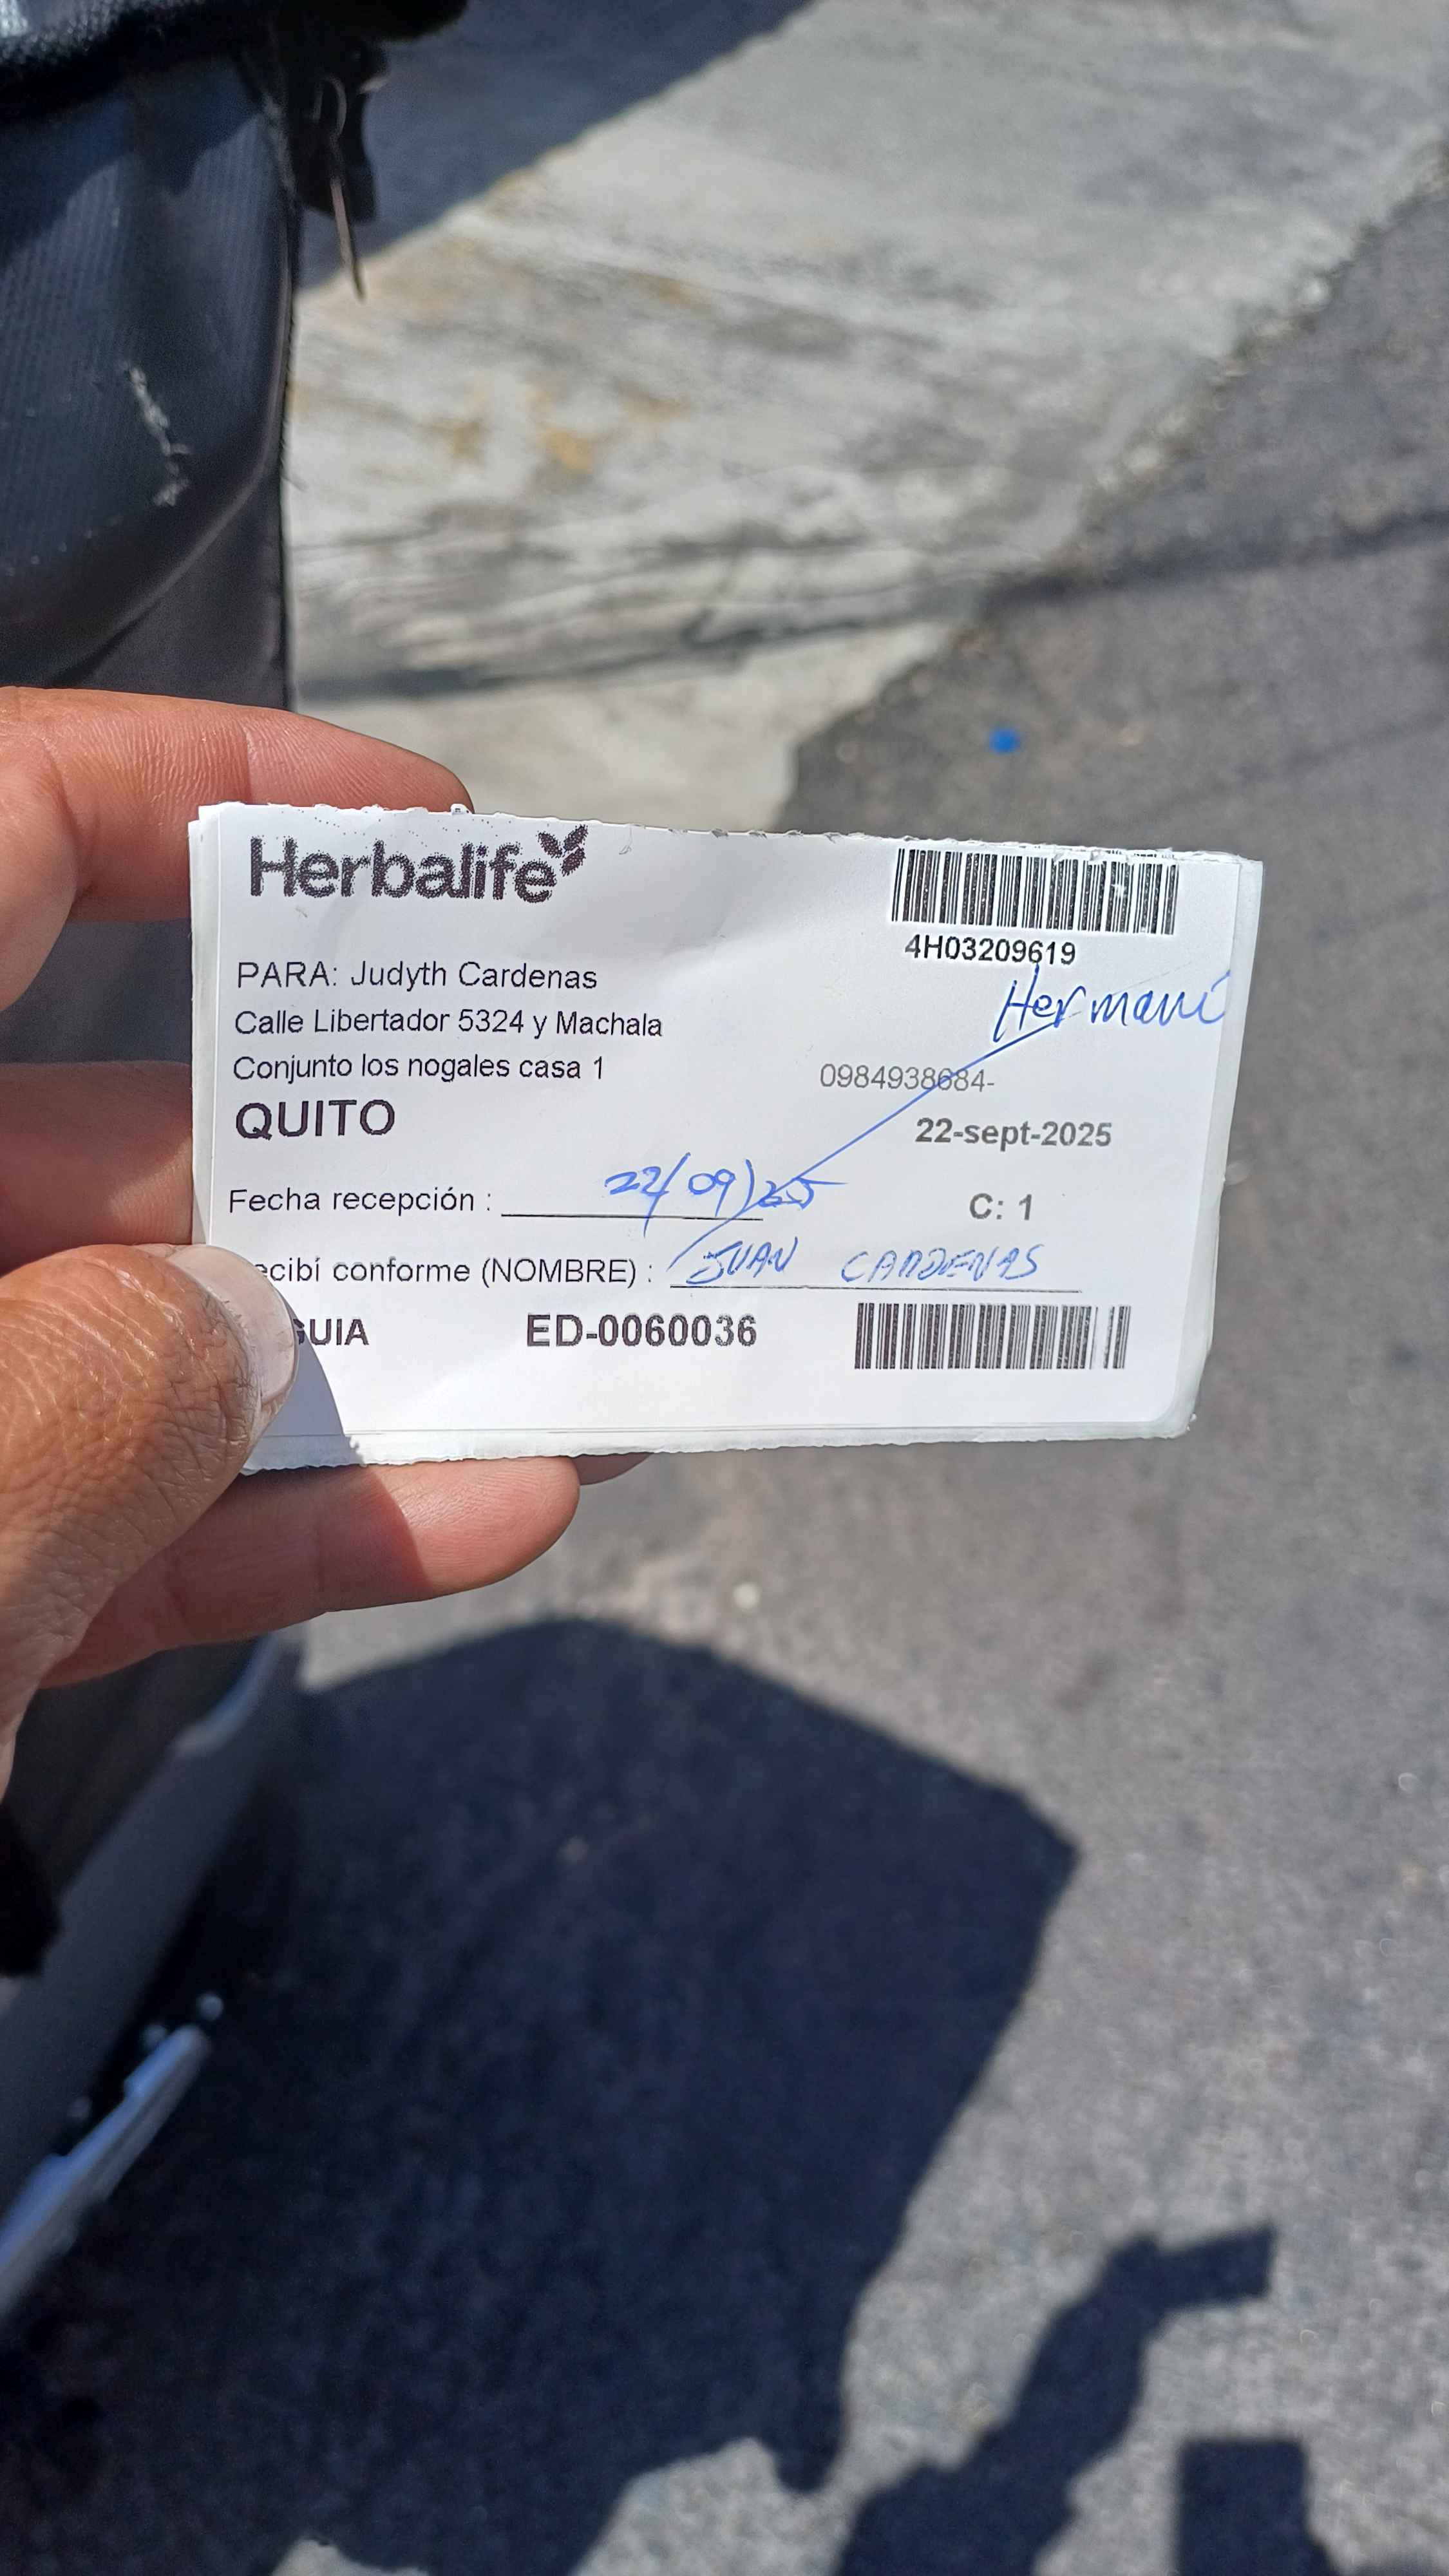 Herbalife
4H03209619
PARA: Judyth Cardenas
Calle Libertador 5324 y Machala
Conjunto los nogales casa 1
0984938684-
QUITO
22-sept-2025
Fecha recepción : 22/09/25
C: 1
ecibí conforme (NOMBRE) : JUAN CARDENAS
GUIA ED-0060036